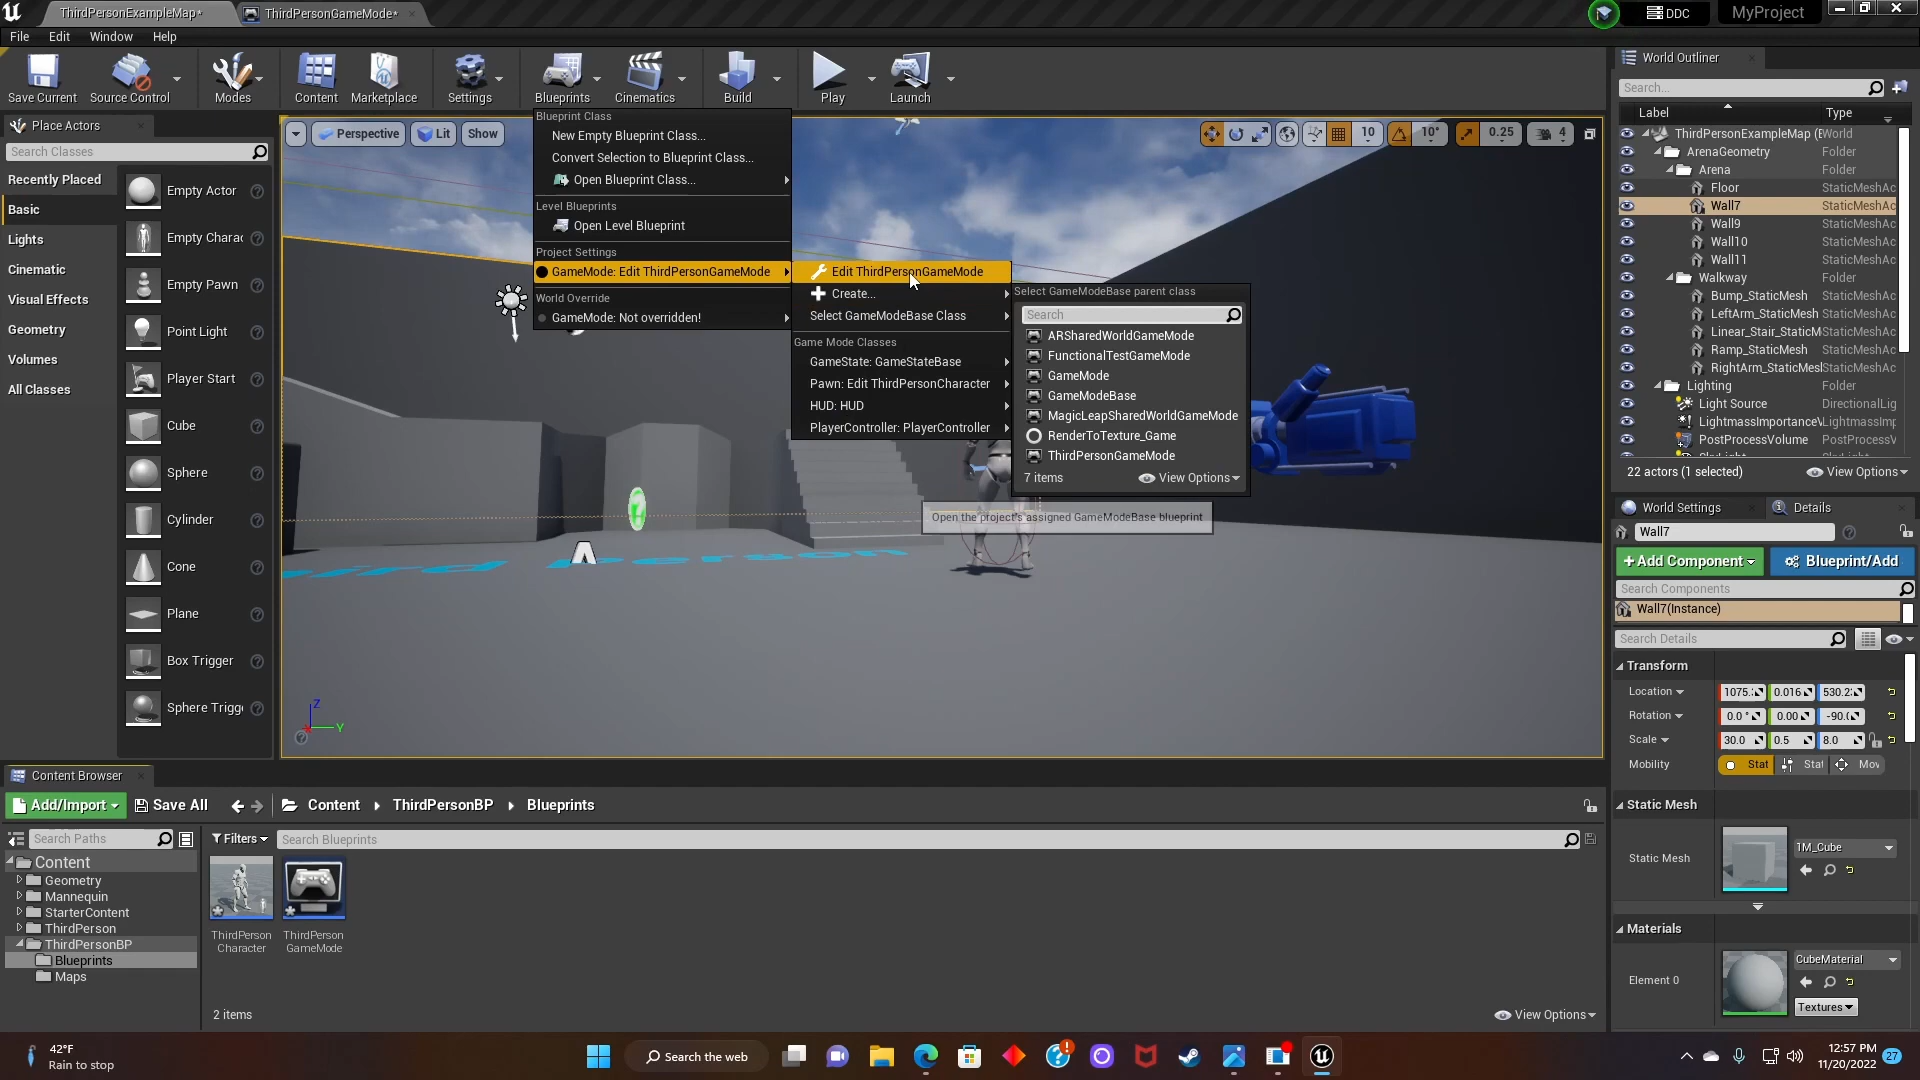 ThirdPersonExampleMap*
ThirdPersonGameMode*
DDC
MyProject
File
Edit
Window
Help
Save Current
Source Control
Modes
Content
Marketplace
Settings
Blueprints
Cinematics
Build
Play
Launch
Place Actors
Search Classes
Recently Placed
Basic
Lights
Cinematic
Visual Effects
Geometry
Volumes
All Classes
Empty Actor
Empty Charac
Empty Pawn
Point Light
Player Start
Cube
Sphere
Cylinder
Cone
Plane
Box Trigger
Sphere Trigge
Perspective
Lit
Show
10
10°
0.25
4
Blueprint Class
New Empty Blueprint Class...
Convert Selection to Blueprint Class...
Open Blueprint Class...
Level Blueprints
Open Level Blueprint
Project Settings
GameMode: Edit ThirdPersonGameMode
World Override
GameMode: Not overridden!
Edit ThirdPersonGameMode
Create...
Select GameModeBase Class
Game Mode Classes
GameState: GameStateBase
Pawn: Edit ThirdPersonCharacter
HUD: HUD
PlayerController: PlayerController
Select GameModeBase parent class
Search
ARSharedWorldGameMode
FunctionalTestGameMode
GameMode
GameModeBase
MagicLeapSharedWorldGameMode
RenderToTexture_Game
ThirdPersonGameMode
7 items
View Options
Open the project's assigned GameModeBase blueprint
Person
Z
Y
World Outliner
Search...
Label
Type
ThirdPersonExampleMap (E
World
ArenaGeometry
Folder
Arena
Folder
Floor
StaticMeshAc
Wall7
StaticMeshAc
Wall9
StaticMeshAc
Wall10
StaticMeshAc
Wall11
StaticMeshAc
Walkway
Folder
Bump_StaticMesh
StaticMeshAc
LeftArm_StaticMesh
StaticMeshAc
Linear_Stair_StaticM
StaticMeshAc
Ramp_StaticMesh
StaticMeshAc
RightArm_StaticMesl
StaticMeshAc
Lighting
Folder
Light Source
DirectionalLig
LightmassImportanceV
LightmassImp
PostProcessVolume
PostProcessV
22 actors (1 selected)
View Options
World Settings
Details
Wall7
+Add Component
Blueprint/Add
Search Components
Wall7(Instance)
Search Details
Transform
Location
1075.
0.016
530.2
Rotation
0.0 °
0.00
-90.0
Scale
30.0
0.5
8.0
Mobility
Stat
Stat
Mov
Static Mesh
Static Mesh
1M_Cube
Materials
Element 0
CubeMaterial
Textures
Content Browser
Add/Import
Save All
Content
ThirdPersonBP
Blueprints
Search Paths
Filters
Search Blueprints
Content
Geometry
Mannequin
StarterContent
ThirdPerson
ThirdPersonBP
Blueprints
Maps
ThirdPerson
Character
ThirdPerson
GameMode
2 items
View Options
42°F
Rain to stop
Search the web
12:57 PM
11/20/2022
27